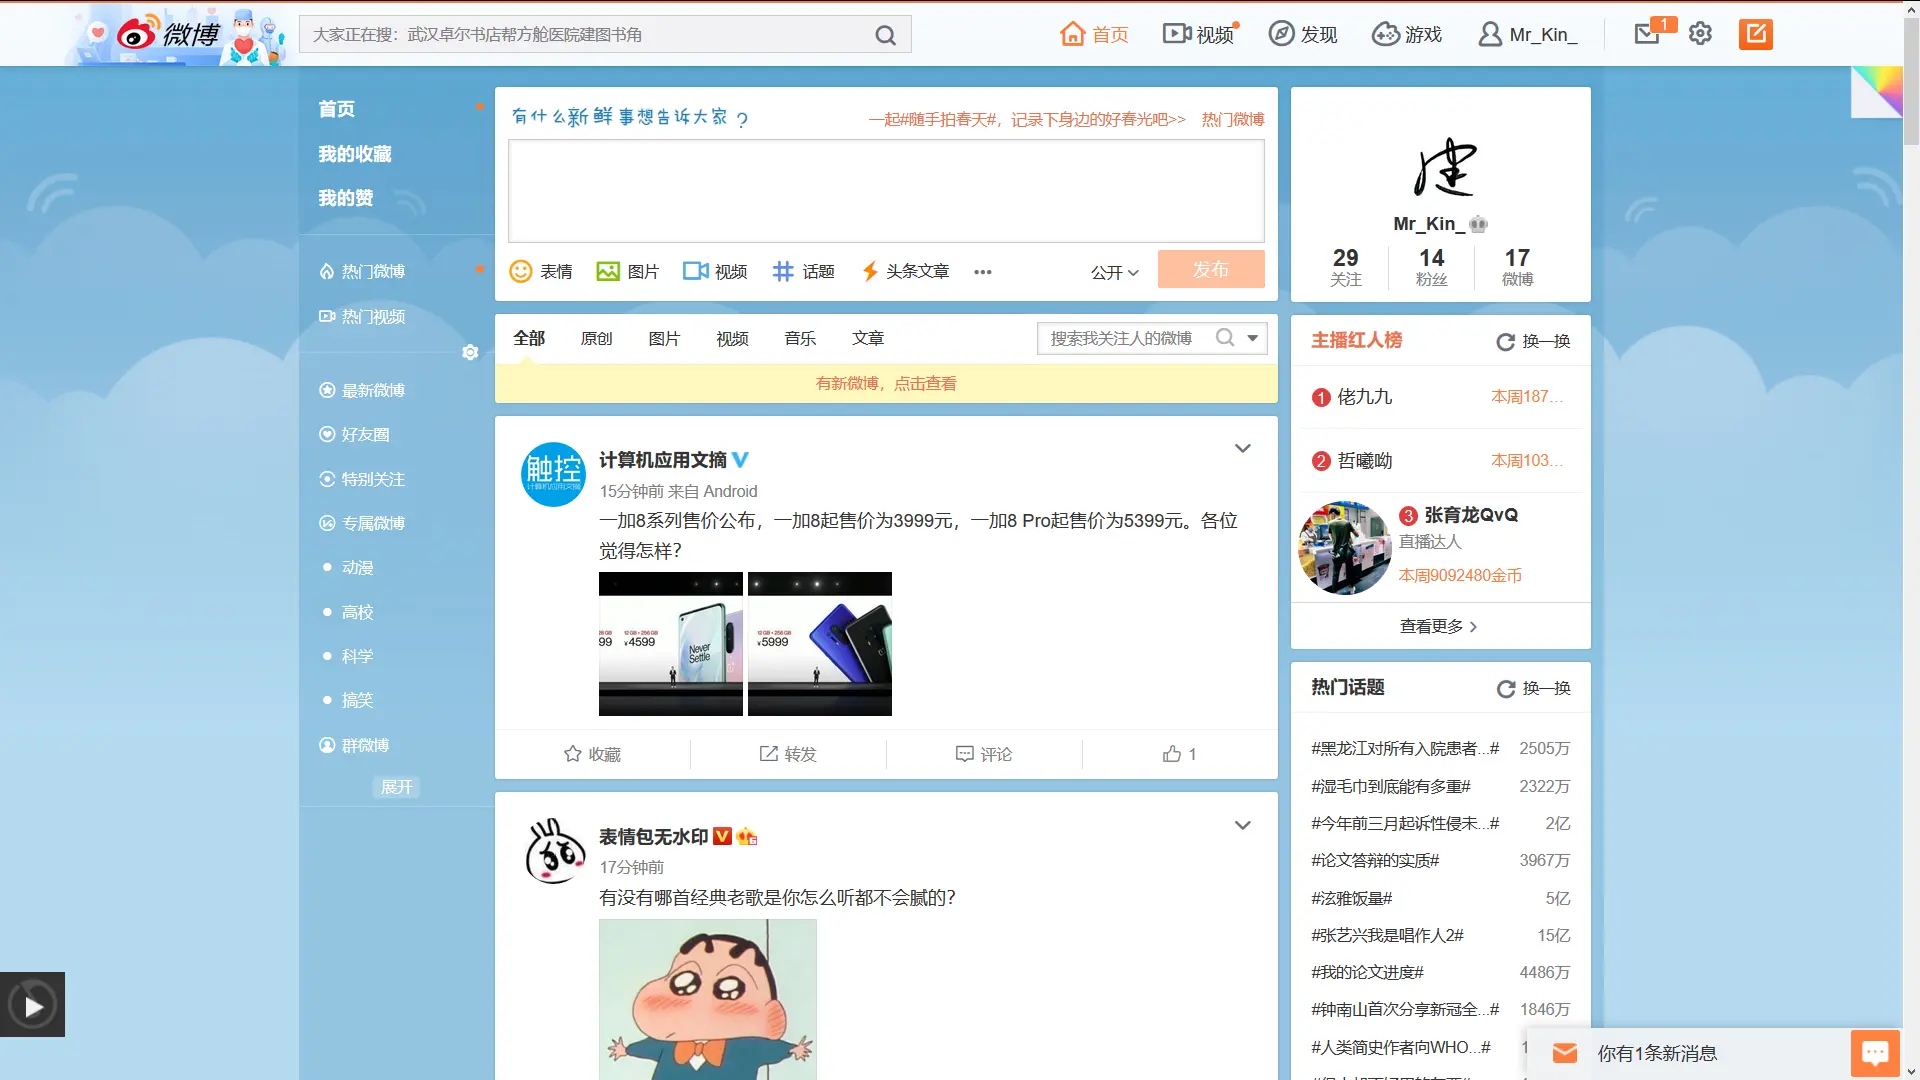 微博
大家正在搜：武汉卓尔书店帮方舱医院建图书角
首页
视频
发现
游戏
Mr_Kin_
1
首页
我的收藏
我的赞
热门微博
热门视频
最新微博
好友圈
特别关注
专属微博
动漫
高校
科学
搞笑
群微博
展开
有什么新鲜事想告诉大家?
一起#随手拍春天#，记录下身边的好春光吧>> 热门微博
表情
图片
视频
话题
头条文章
公开
发布
全部
原创
图片
视频
音乐
文章
搜索我关注人的微博
有新微博，点击查看
触控
计算机应用文摘
计算机应用文摘
15分钟前 来自 Android
一加8系列售价公布，一加8起售价为3999元，一加8 Pro起售价为5399元。各位
觉得怎样？
99
¥4599
Never
Settle
¥5999
收藏
转发
评论
1
表情包无水印
17分钟前
有没有哪首经典老歌是你怎么听都不会腻的？
Mr_Kin_
29
关注
14
粉丝
17
微博
主播红人榜
换一换
1 佬九九 本周187...
2 哲曦呦 本周103...
3 张育龙QvQ
直播达人
本周9092480金币
查看更多
热门话题
换一换
#黑龙江对所有入院患者...# 2505万
#湿毛巾到底能有多重# 2322万
#今年前三月起诉性侵未...# 2亿
#论文答辩的实质# 3967万
#泫雅饭量# 5亿
#张艺兴我是唱作人2# 15亿
#我的论文进度# 4486万
#钟南山首次分享新冠全...# 1846万
#人类简史作者向WHO...#
你有1条新消息